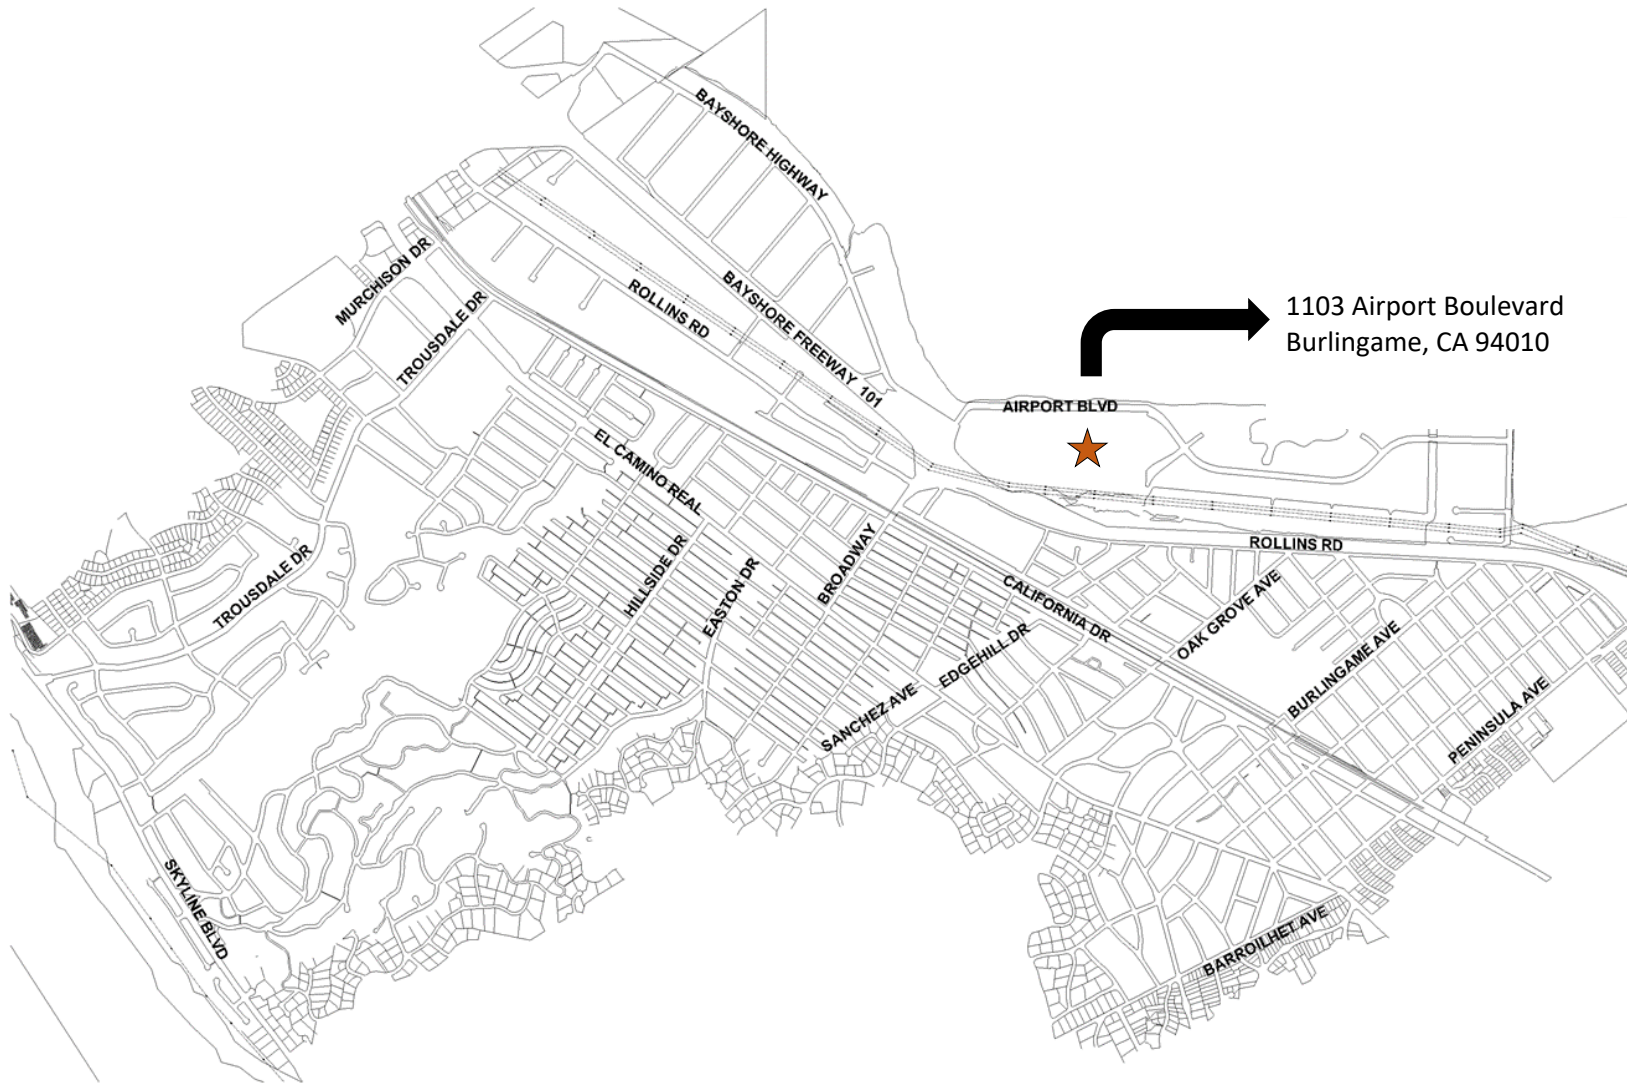 BAYSHORE HIGHWAY
MURCHISON DR
TROUSDALE DR
ROLLINS RD
BAYSHORE FREEWAY 101
1103 Airport Boulevard
Burlingame, CA 94010
AIRPORT BLVD
EL CAMINO REAL
HILLSIDE DR
EASTON DR
BROADWAY
ROLLINS RD
TROUSDALE DR
CALIFORNIA DR
OAK GROVE AVE
EDGEHILL DR
SANCHEZ AVE
BURLINGAME AVE
PENINSULA AVE
SKYLINE BLVD
BARROILHET AVE